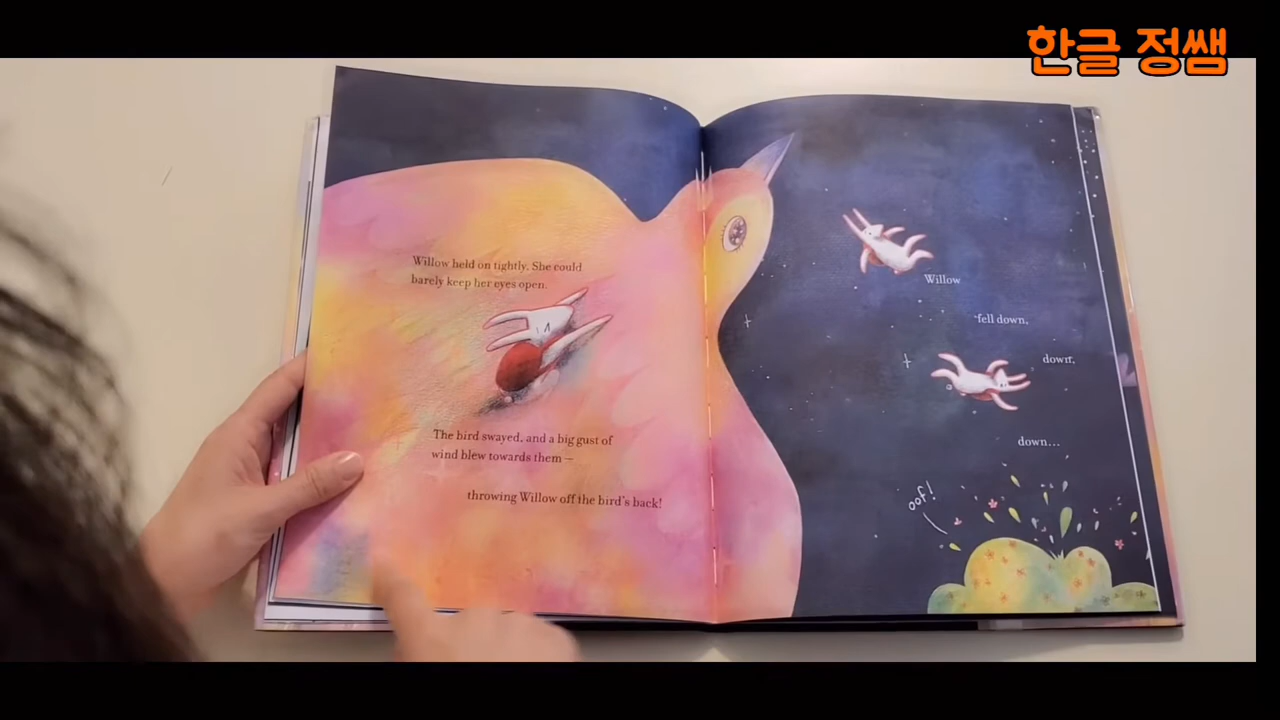 한글 정쌤
Willow held on tightly. She could
barely keep her eyes open.
The bird swayed, and a big gust of
wind blew towards them —
throwing Willow off the bird's back!
Willow
fell down,
down,
down...
oof!